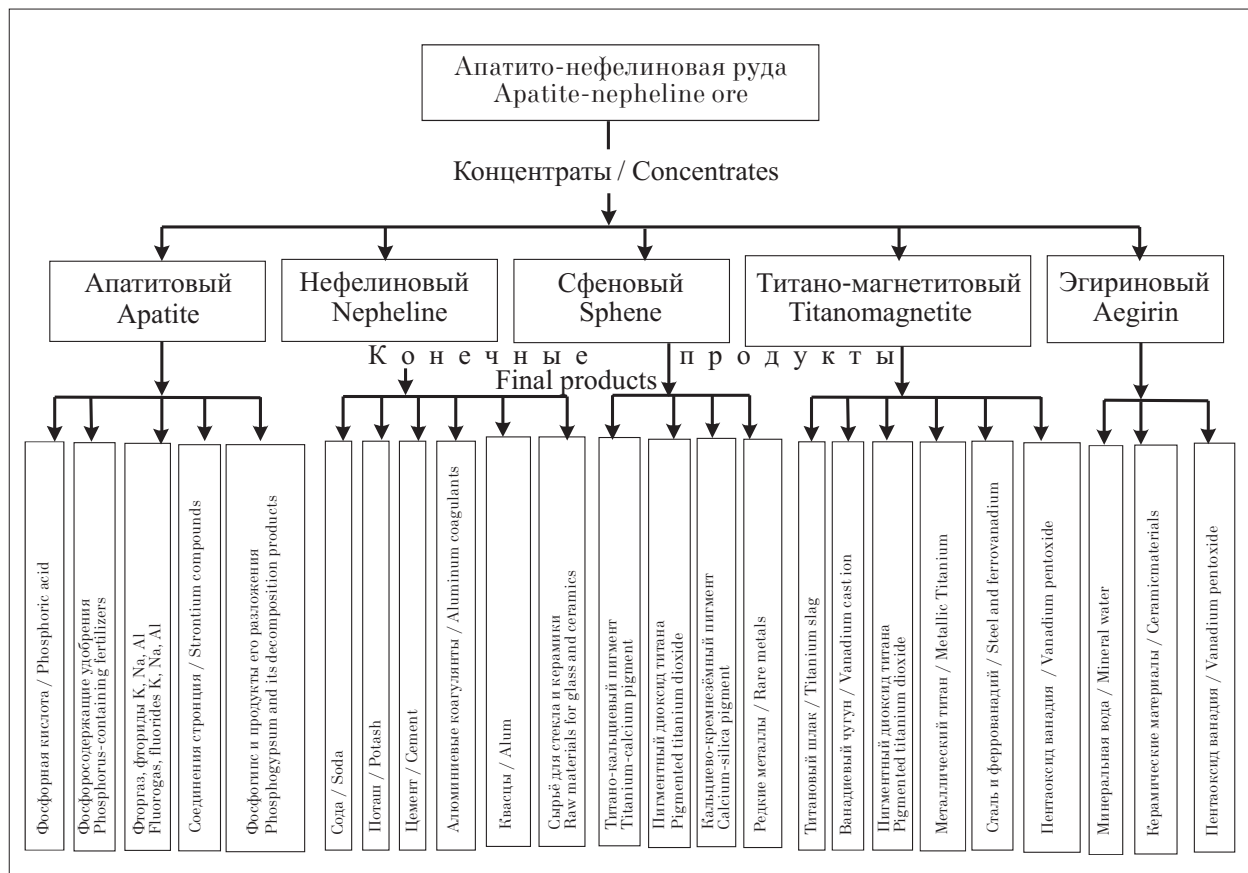 Апатито-нефелиновая руда
Apatite-nepheline ore
Концентраты / Concentrates
Апатитовый
Apatite
Нефелиновый
Nepheline
Сфеновый
Sphene
Титано-магнетитовый
Titanomagnetite
Эгириновый
Aegirin
Конечные продукты
Final products
Фосфорная кислота / Phosphoric acid
Фосфоросодержащие удобрения
Phosphorus-containing fertilizers
Фторгаз, фториды K, Na, Al
Fluorogas, fluorides K, Na, Al
Соединения стронция / Strontium compounds
Фосфогипс и продукты его разложения
Phosphogypsum and its decomposition products
Сода / Soda
Поташ / Potash
Цемент / Cement
Алюминиевые коагулянты / Aluminum coagulants
Квасцы / Alum
Сырьё для стекла и керамики
Raw materials for glass and ceramics
Титано-кальциевый пигмент
Titanium-calcium pigment
Пигментный диоксид титана
Pigmented titanium dioxide
Кальциево-кремнезёмный пигмент
Calcium-silica pigment
Редкие металлы / Rare metals
Титановый шлак / Titanium slag
Ванадиевый чугун / Vanadium cast ion
Пигментный диоксид титана
Pigmented titanium dioxide
Металлический титан / Metallic Titanium
Сталь и феррованадий / Steel and ferrovanadium
Пентаоксид ванадия / Vanadium pentoxide
Минеральная вода / Mineral water
Керамические материалы / Ceramicmaterials
Пентаоксид ванадия / Vanadium pentoxide